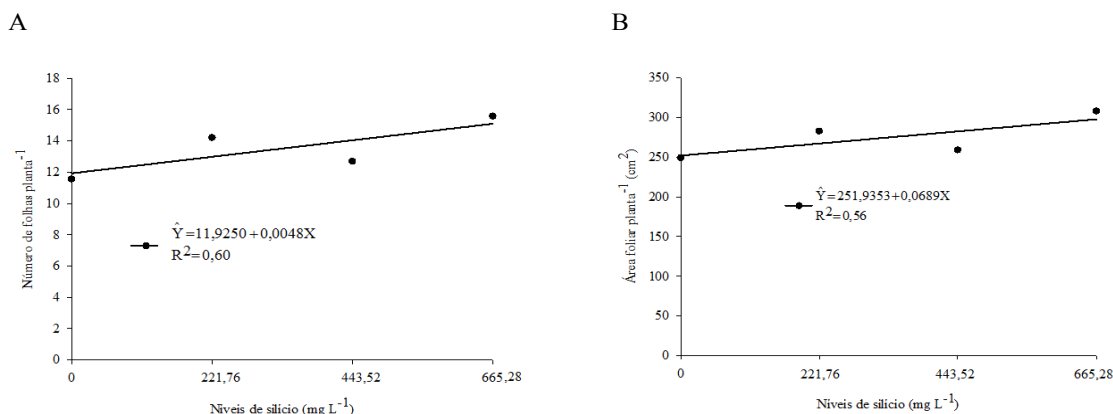 A
18
16
14
12
10
8
6
4
2
0
Número de folhas planta-1
Ŷ=11,9250+0,0048X
R2=0,60
0 221,76 443,52 665,28
Níveis de silício (mg L-1)
B
350
300
250
200
150
100
50
0
Área foliar planta-1 (cm2)
Ŷ=251,9353+0,0689X
R2=0,56
0 221,76 443,52 665,28
Níveis de silício (mg L-1)